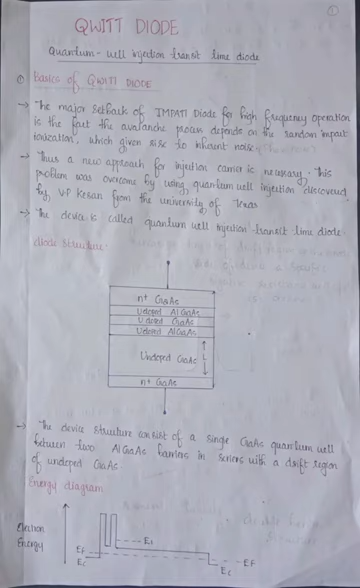 1
QWITT DIODE
Quantum-well injection transit time diode
① Basics of QWITT DIODE
→ The major setback of IMPATT Diode for high frequency operation
is the fact the avalanche process depends on the random impact
ionization, which gives rise to inherent noise
→ Thus a new approach for injection carrier is necessary. This
problem was overcome by using quantum well injection discovered
by V.P Kesan from the university of Texas
→ The device is called quantum well injection transit time diode.
diode structure.
n+ GaAs
Undoped AlGaAs
Undoped GaAs
Undoped AlGaAs
Undoped GaAs
L
n+ GaAs
→ The device structure consist of a single GaAs quantum well
between two AlGaAs barriers in series with a drift region
of undoped GaAs
Energy diagram
Electron
Energy
EF
EC
E1
EF
EC